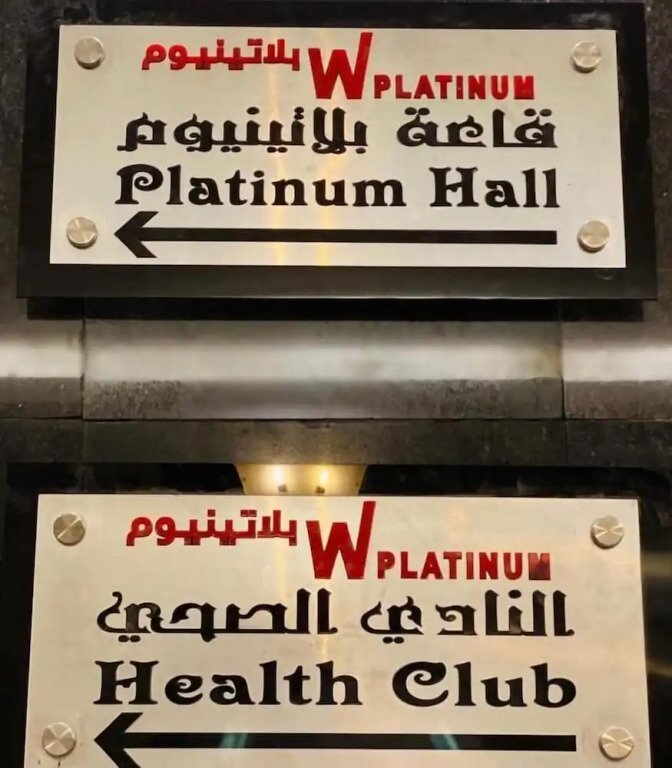 بلاتينيوم W PLATINUM
قاعة بلاتينيوم
Platinum Hall
بلاتينيوم W PLATINUM
النادي الصحي
Health Club